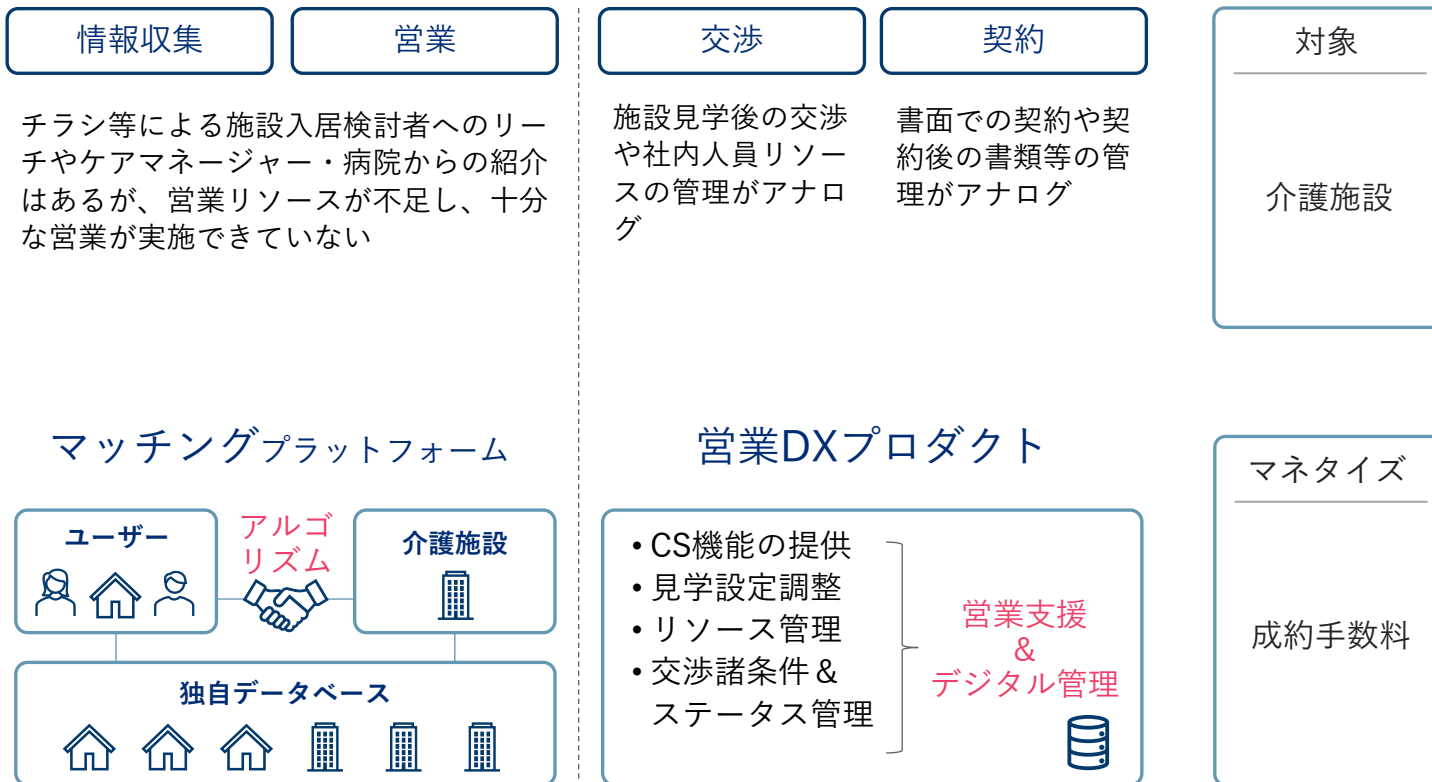 情報収集
営業
交渉
契約
対象
チラシ等による施設入居検討者へのリー
チやケアマネージャー・病院からの紹介
はあるが、営業リソースが不足し、十分
な営業が実施できていない
施設見学後の交渉
や社内人員リソー
スの管理がアナロ
グ
書面での契約や契
約後の書類等の管
理がアナログ
介護施設
マッチングプラットフォーム
営業DXプロダクト
マネタイズ
ユーザー
アルゴ
リズム
介護施設
独自データベース
• CS機能の提供
• 見学設定調整
• リソース管理
• 交渉諸条件＆
ステータス管理
営業支援
&
デジタル管理
成約手数料